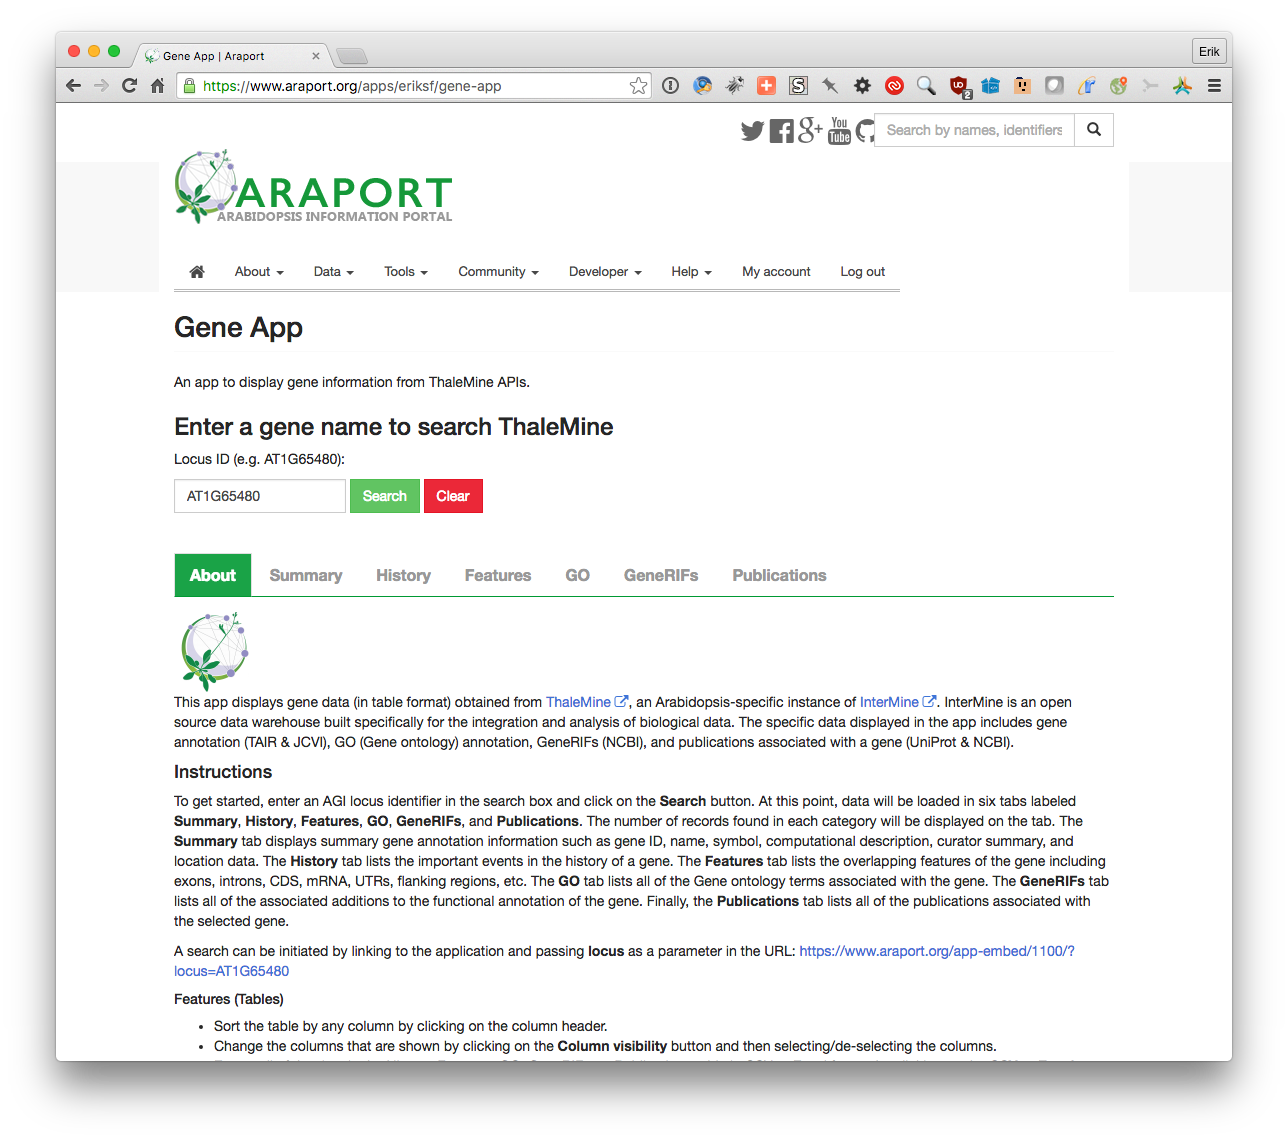 Gene App | Araport
Erik
https://www.araport.org/apps/eriksf/gene-app
2
You
Tube
Search by names, identifiers
ARAPORT
ARABIDOPSIS INFORMATION PORTAL
About Data Tools Community Developer Help My account Log out
Gene App
An app to display gene information from ThaleMine APIs.
Enter a gene name to search ThaleMine
Locus ID (e.g. AT1G65480):
AT1G65480 Search Clear
About Summary History Features GO GeneRIFs Publications
This app displays gene data (in table format) obtained from ThaleMine, an Arabidopsis-specific instance of InterMine. InterMine is an open
source data warehouse built specifically for the integration and analysis of biological data. The specific data displayed in the app includes gene
annotation (TAIR & JCVI), GO (Gene ontology) annotation, GeneRIFs (NCBI), and publications associated with a gene (UniProt & NCBI).
Instructions
To get started, enter an AGI locus identifier in the search box and click on the Search button. At this point, data will be loaded in six tabs labeled
Summary, History, Features, GO, GeneRIFs, and Publications. The number of records found in each category will be displayed on the tab. The
Summary tab displays summary gene annotation information such as gene ID, name, symbol, computational description, curator summary, and
location data. The History tab lists the important events in the history of a gene. The Features tab lists the overlapping features of the gene including
exons, introns, CDS, mRNA, UTRs, flanking regions, etc. The GO tab lists all of the Gene ontology terms associated with the gene. The GeneRIFs tab
lists all of the associated additions to the functional annotation of the gene. Finally, the Publications tab lists all of the publications associated with
the selected gene.
A search can be initiated by linking to the application and passing locus as a parameter in the URL: https://www.araport.org/app-embed/1100/?
locus=AT1G65480
Features (Tables)
• Sort the table by any column by clicking on the column header.
• Change the columns that are shown by clicking on the Column visibility button and then selecting/de-selecting the columns.